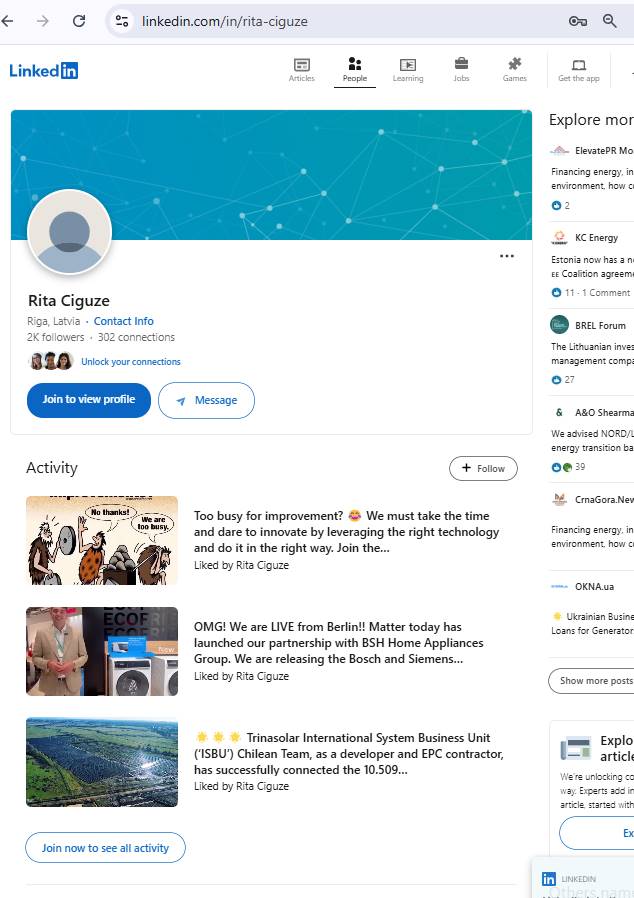 linkedin.com/in/rita-ciguze
Linked in
Articles
People
Learning
Jobs
Games
Get the app
Rita Ciguze
Riga, Latvia · Contact Info
2K followers · 302 connections
Unlock your connections
Join to view profile
Message
Activity
+ Follow
No thanks!
We are
too busy.
Too busy for improvement? 😂 We must take the time
and dare to innovate by leveraging the right technology
and do it in the right way. Join the...
Liked by Rita Ciguze
ECOFRI
New
OMG! We are LIVE from Berlin!! Matter today has
launched our partnership with BSH Home Appliances
Group. We are releasing the Bosch and Siemens...
Liked by Rita Ciguze
☀️ ☀️ ☀️ Trinasolar International System Business Unit
(‘ISBU’) Chilean Team, as a developer and EPC contractor,
has successfully connected the 10.509...
Liked by Rita Ciguze
Join now to see all activity
Explore mor
ElevatePR Mo
Financing energy, in
environment, how c
2
KC Energy
Estonia now has a n
EE Coalition agreeme
11 · 1 Comment
BREL Forum
The Lithuanian inves
management compa
27
& A&O Shearma
We advised NORD/L
energy transition ba
39
CrnaGora.New
Financing energy, in
environment, how c
OKNA.ua
☀️ Ukrainian Busine
Loans for Generator
Show more posts
Explo
article
We're unlocking co
way. Experts add in
article, started with
Ex
in LINKEDIN